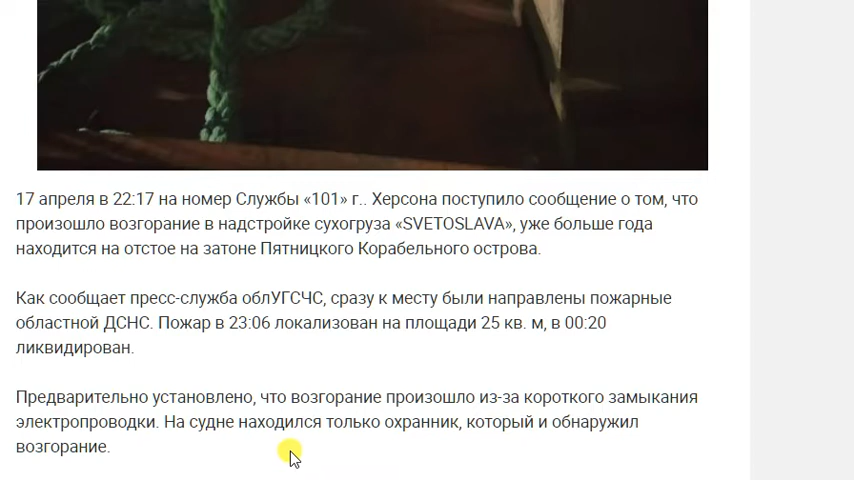 17 апреля в 22:17 на номер Службы «101» г.. Херсона поступило сообщение о том, что
произошло возгорание в надстройке сухогруза «SVETOSLAVA», уже больше года
находится на отстое на затоне Пятницкого Корабельного острова.
Как сообщает пресс-служба облУГСЧС, сразу к месту были направлены пожарные
областной ДСНС. Пожар в 23:06 локализован на площади 25 кв. м, в 00:20
ликвидирован.
Предварительно установлено, что возгорание произошло из-за короткого замыкания
электропроводки. На судне находился только охранник, который и обнаружил
возгорание.